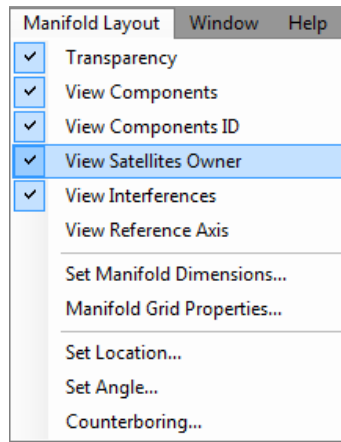 Manifold Layout Window Help
Transparency
View Components
View Components ID
View Satellites Owner
View Interferences
View Reference Axis
Set Manifold Dimensions...
Manifold Grid Properties...
Set Location...
Set Angle...
Counterboring...